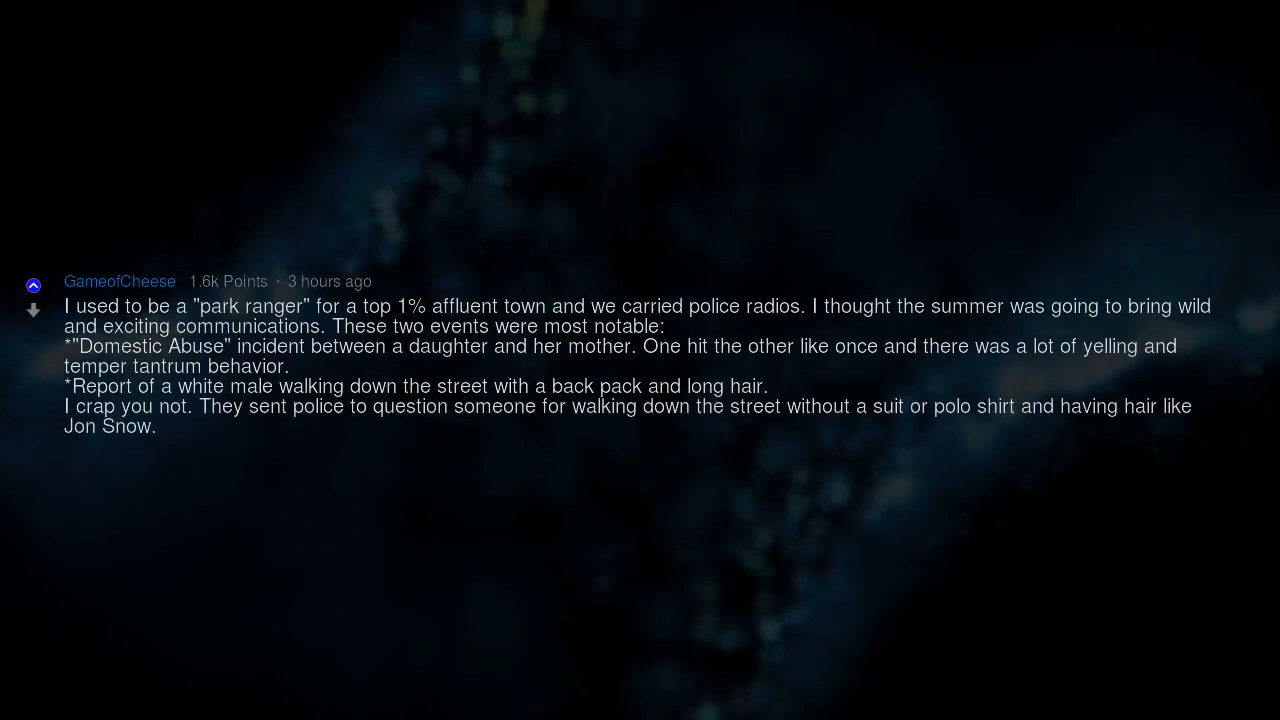 GameofCheese 1.6k Points · 3 hours ago
I used to be a "park ranger" for a top 1% affluent town and we carried police radios. I thought the summer was going to bring wild
and exciting communications. These two events were most notable:
*"Domestic Abuse" incident between a daughter and her mother. One hit the other like once and there was a lot of yelling and
temper tantrum behavior.
*Report of a white male walking down the street with a back pack and long hair.
I crap you not. They sent police to question someone for walking down the street without a suit or polo shirt and having hair like
Jon Snow.